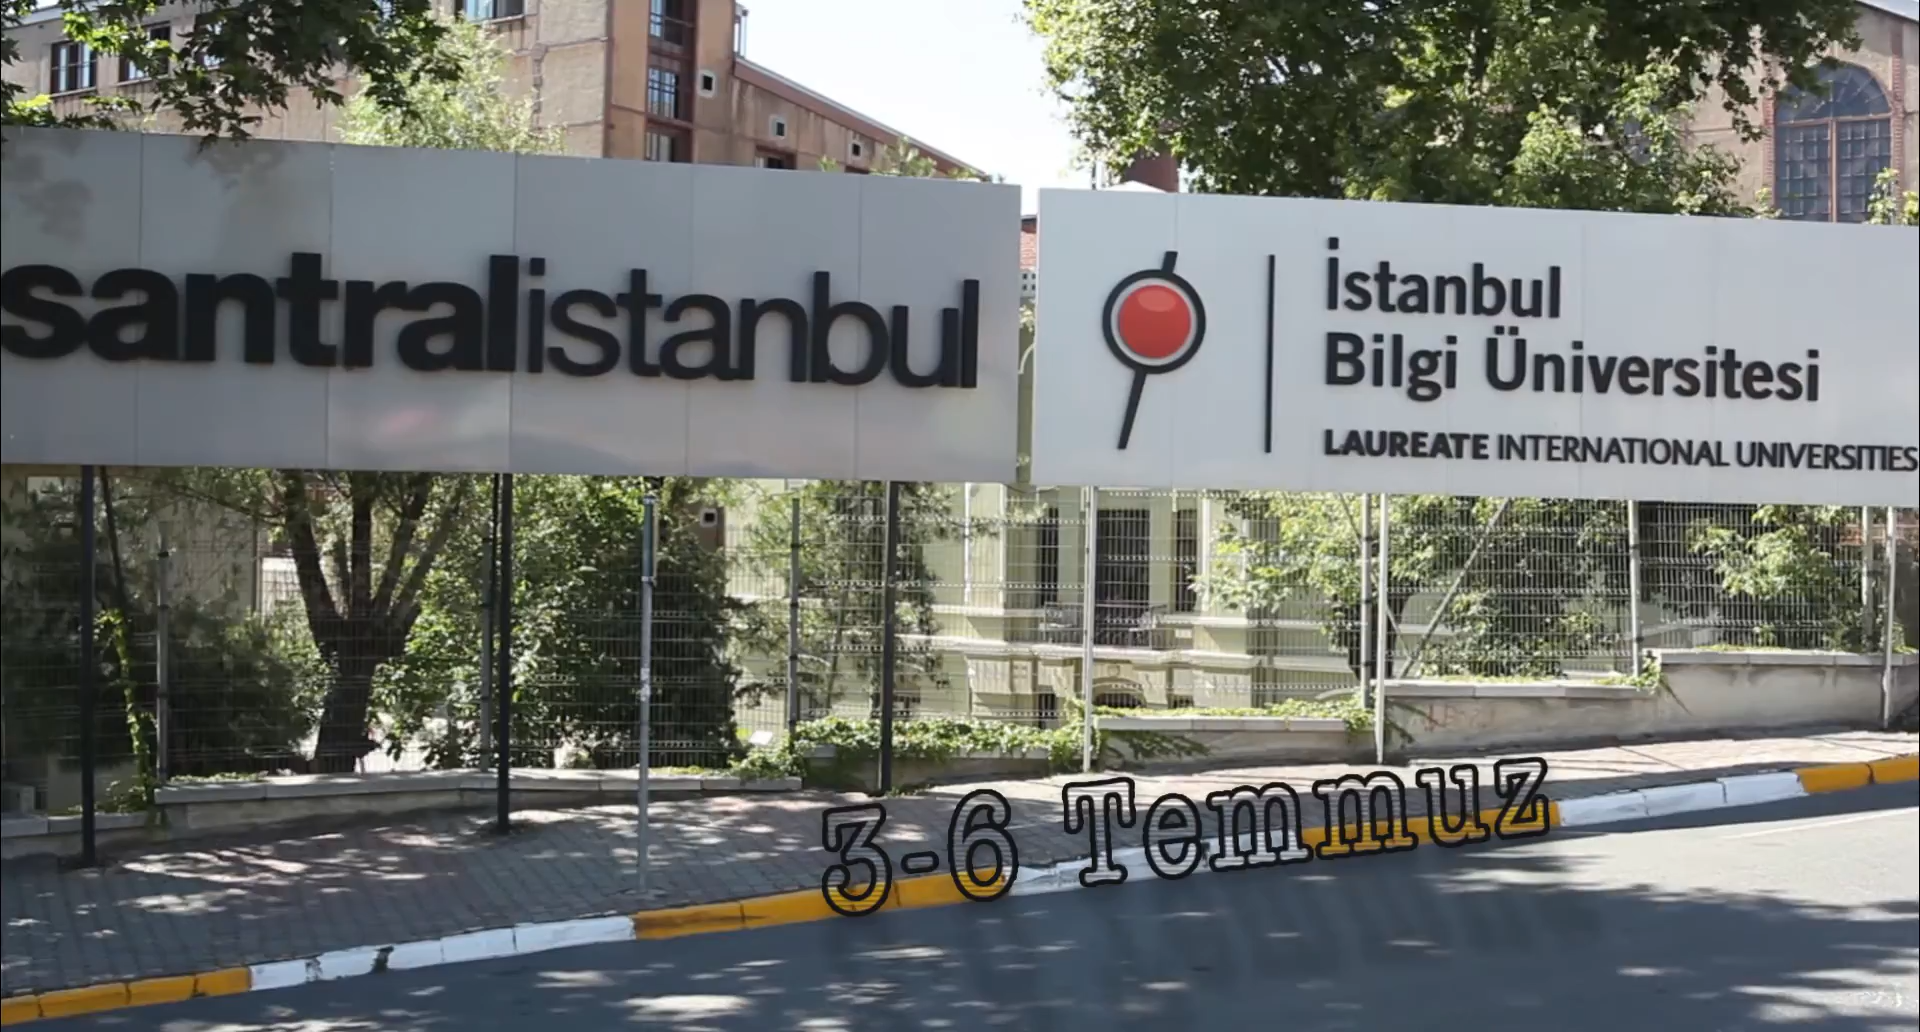 santralistanbul
İstanbul
Bilgi Üniversitesi
LAUREATE INTERNATIONAL UNIVERSITIES
3-6 Temmuz